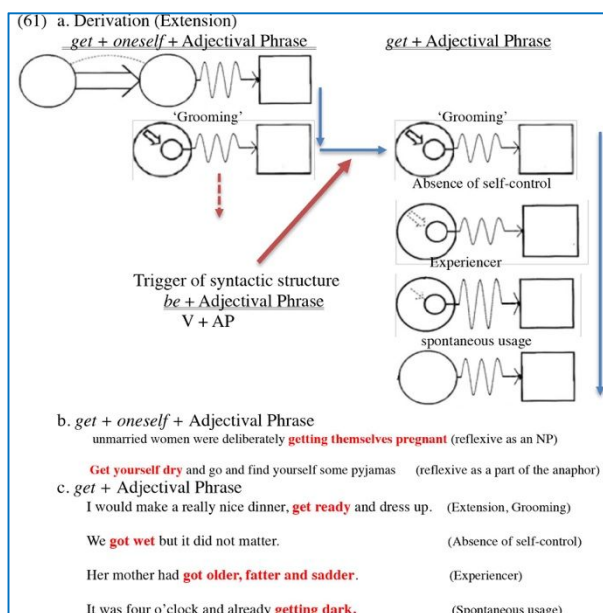 (61) a. Derivation (Extension)
get + oneself + Adjectival Phrase
get + Adjectival Phrase
‘Grooming’
‘Grooming’
Absence of self-control
Experiencer
spontaneous usage
Trigger of syntactic structure
be + Adjectival Phrase
V + AP
b. get + oneself + Adjectival Phrase
unmarried women were deliberately getting themselves pregnant (reflexive as an NP)
Get yourself dry and go and find yourself some pyjamas (reflexive as a part of the anaphor)
c. get + Adjectival Phrase
I would make a really nice dinner, get ready and dress up. (Extension, Grooming)
We got wet but it did not matter. (Absence of self-control)
Her mother had got older, fatter and sadder. (Experiencer)
It was four o’clock and already getting dark. (Spontaneous usage)